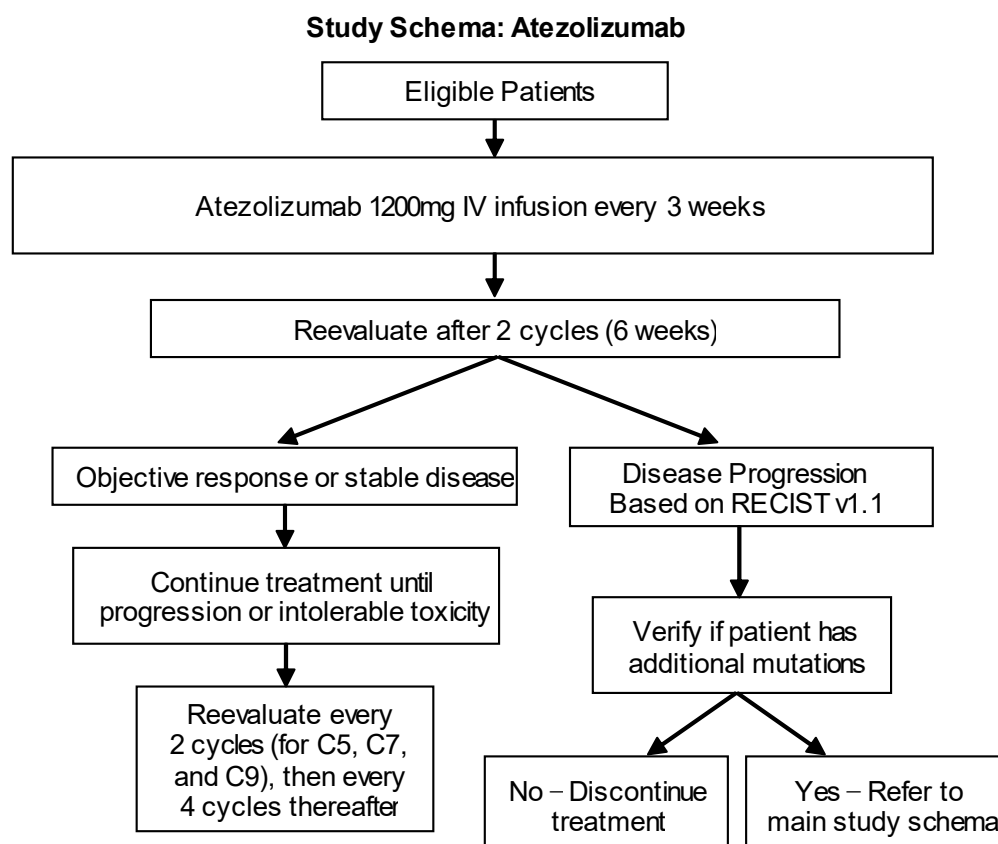 Study Schema: Atezolizumab
Eligible Patients
Atezolizumab 1200mg IV infusion every 3 weeks
Reevaluate after 2 cycles (6 weeks)
Objective response or stable disease
Disease Progression
Based on RECIST v1.1
Continue treatment until
progression or intolerable toxicity
Verify if patient has
additional mutations
Reevaluate every
2 cycles (for C5, C7,
and C9), then every
4 cycles thereafter
No – Discontinue
treatment
Yes – Refer to
main study schema